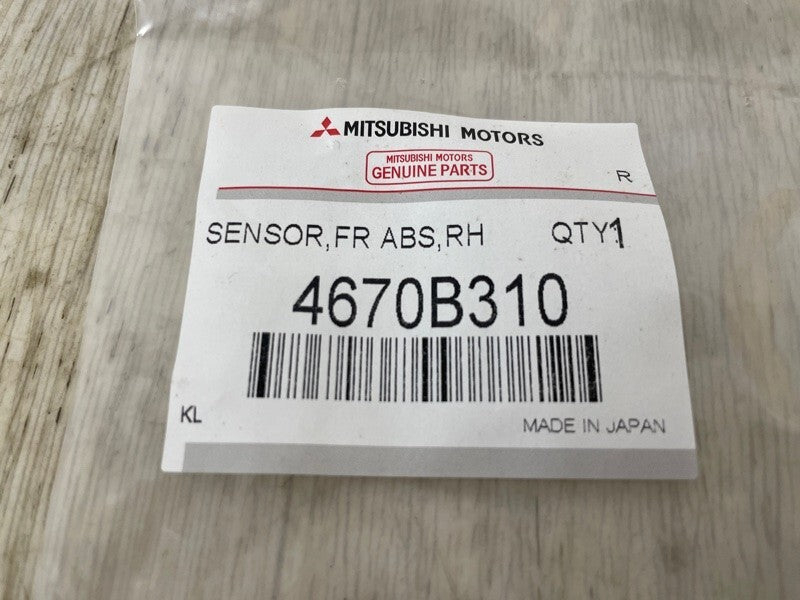 MITSUBISHI MOTORS
MITSUBISHI MOTORS
GENUINE PARTS
R
SENSOR,FR ABS,RH QTY1
4670B310
KL
MADE IN JAPAN